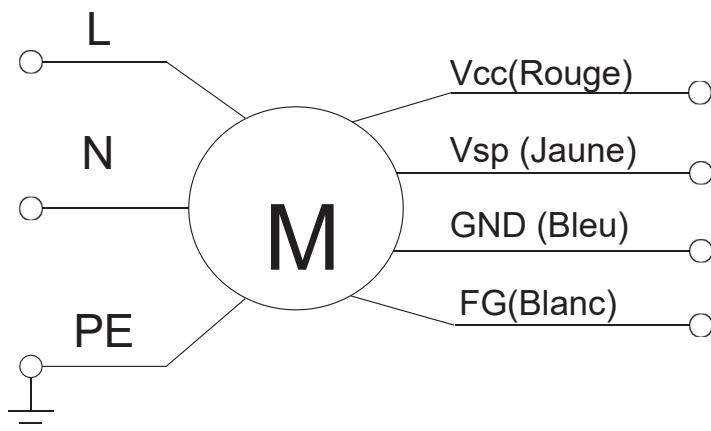 L
N
PE
M
Vcc(Rouge)
Vsp (Jaune)
GND (Bleu)
FG(Blanc)